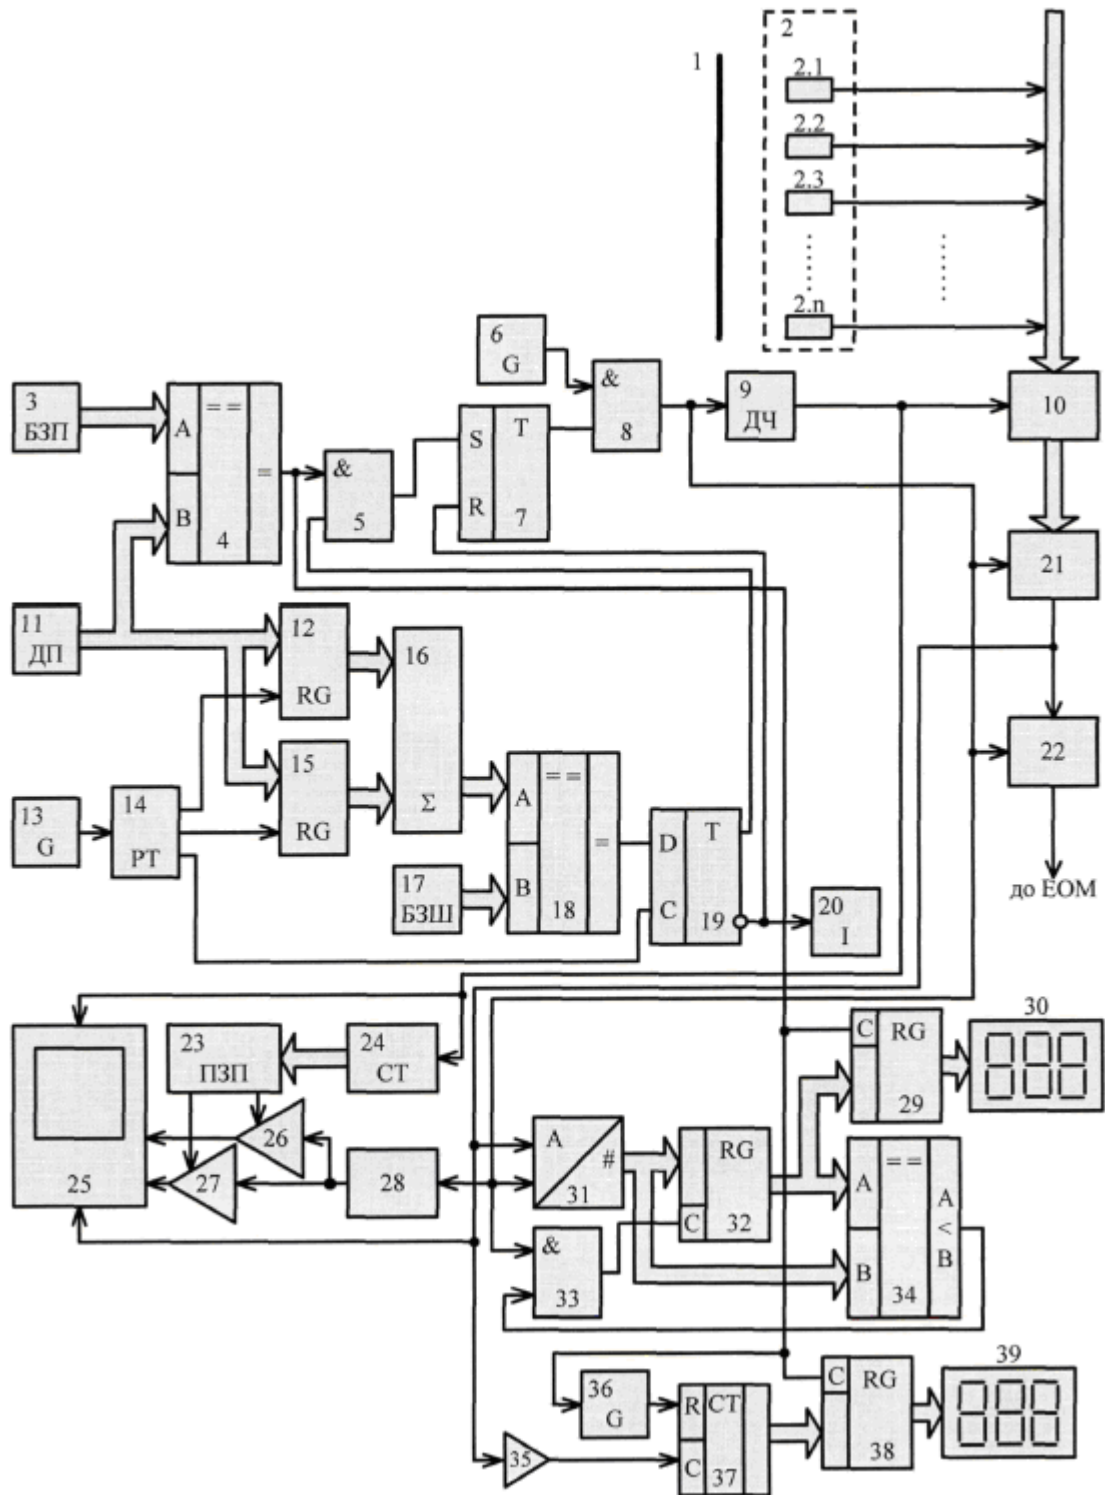 2
1
2.1
2.2
2.3
2.n
6
G
&
8
9
ДЧ
10
3
БЗП
A
B
= =
=
4
&
5
S
R
T
7
21
11
ДП
12
RG
16
Σ
15
RG
22
13
G
14
РТ
A
B
= =
=
18
17
БЗШ
D
C
T
19
20
I
до ЕОМ
25
23
ПЗП
24
СТ
26
27
28
A
#
31
RG
C
32
C
RG
29
30
&
33
A
B
= =
A
<
B
34
35
36
G
R
C
СТ
37
C
RG
38
39